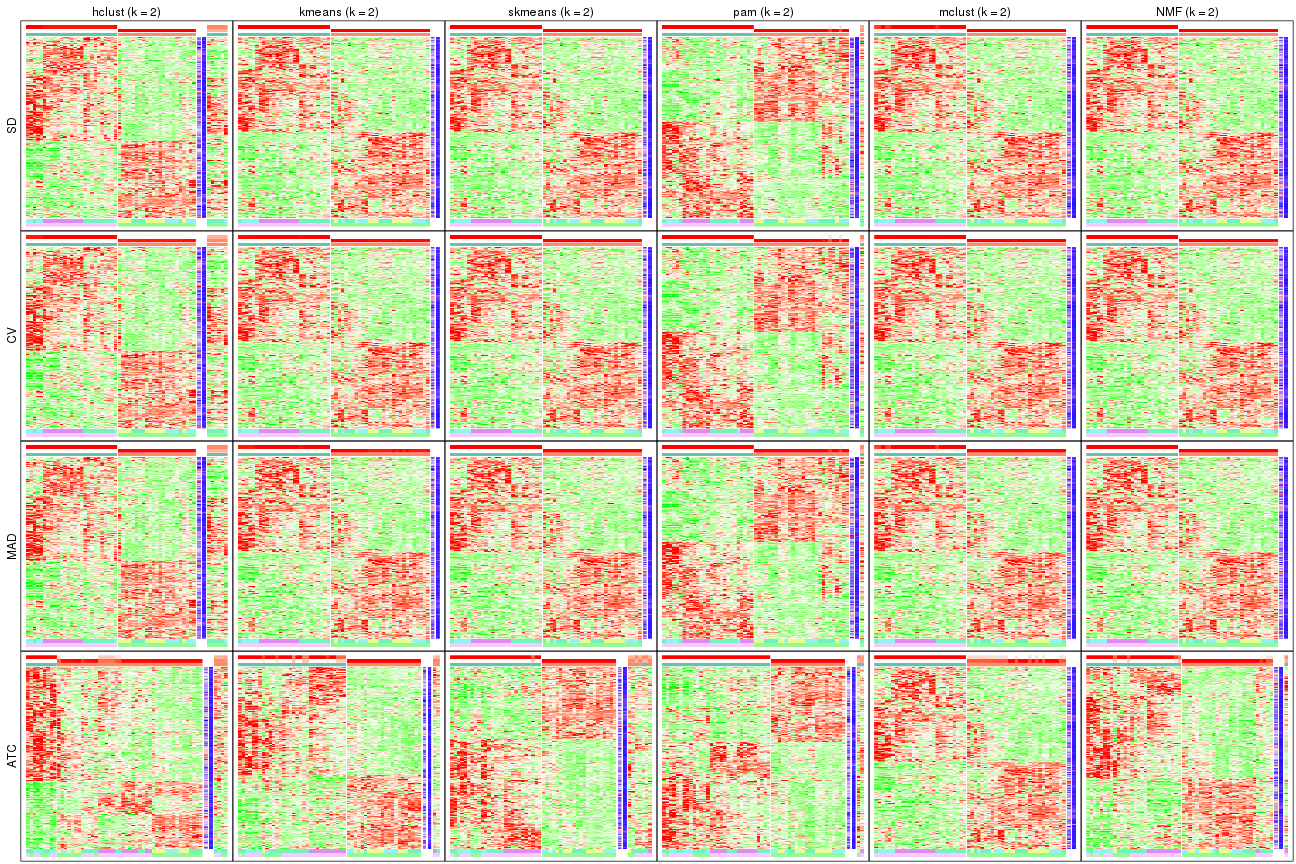 hclust (k = 2) kmeans (k = 2) skmeans (k = 2) pam (k = 2) mclust (k = 2) NMF (k = 2)
SD
CV
MAD
ATC